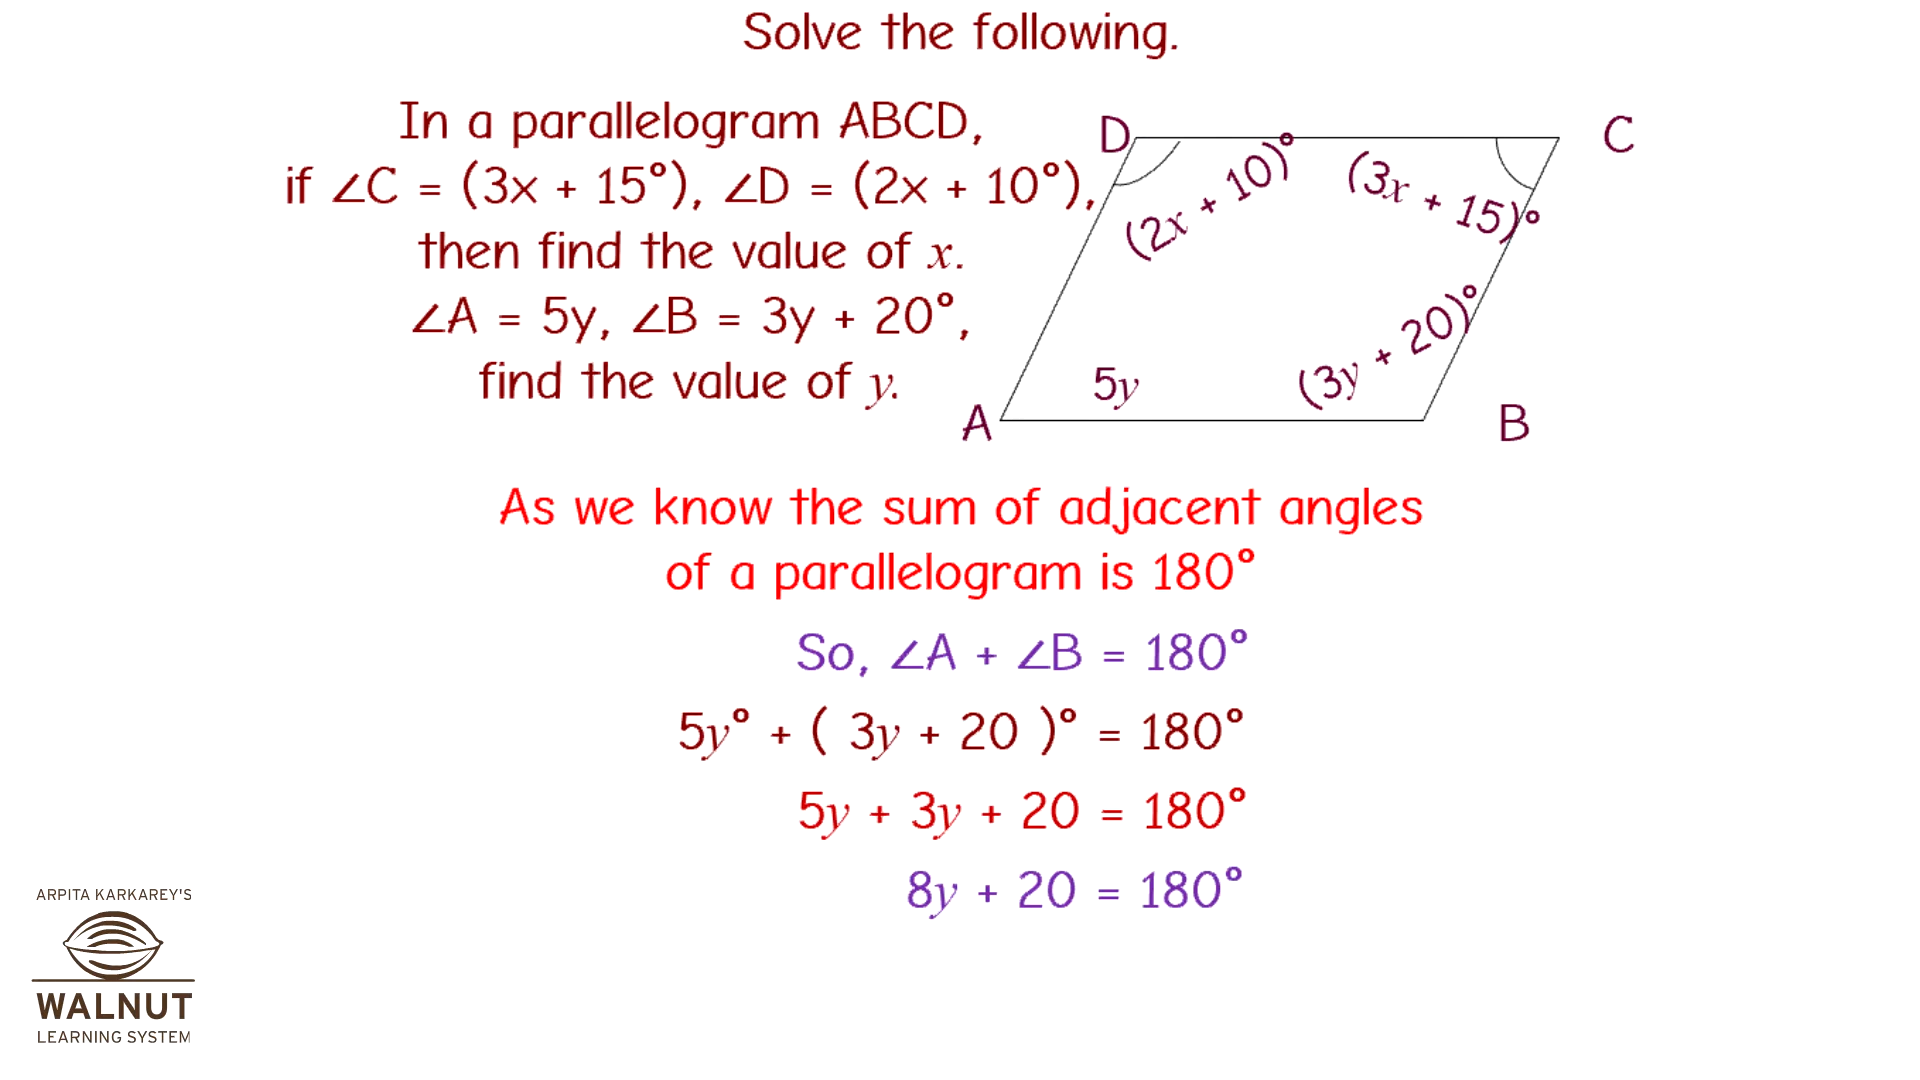 Solve the following.
In a parallelogram ABCD,
if ∠C = (3x + 15°), ∠D = (2x + 10°),
then find the value of x.
∠A = 5y, ∠B = 3y + 20°,
find the value of y.
D
C
(2x + 10)°
(3x + 15)°
5y
(3y + 20)°
A
B
As we know the sum of adjacent angles
of a parallelogram is 180°
So, ∠A + ∠B = 180°
5y° + ( 3y + 20 )° = 180°
5y + 3y + 20 = 180°
8y + 20 = 180°
ARPITA KARKAREY'S
WALNUT
LEARNING SYSTEM